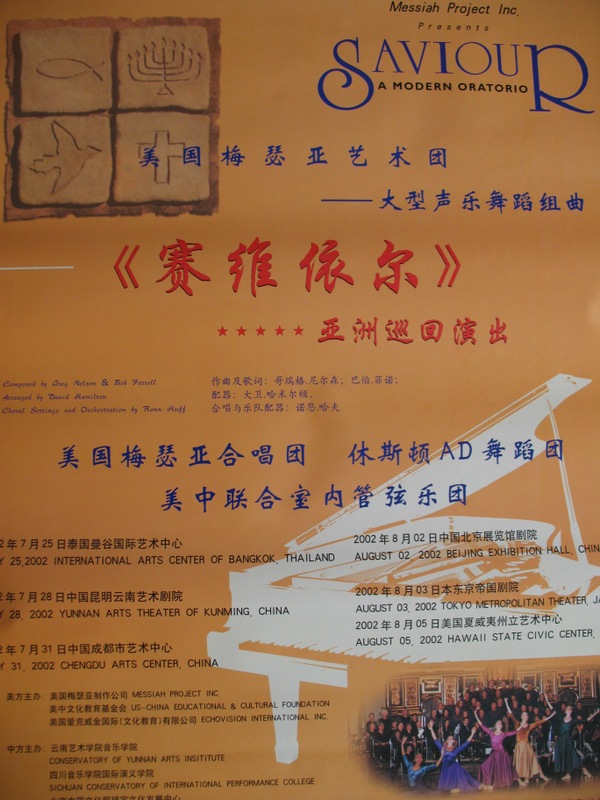 Messiah Project Inc.
Presents
SAVIOUR
A MODERN ORATORIO
美国梅瑟亚艺术团
——大型声乐舞蹈组曲
《赛维依尔》
★★★★★亚洲巡回演出
Composed by Greg Nelson & Bob Farrell
作曲及歌词：哥瑞格.尼尔森；巴伯.菲诺；
Arranged by David Hamilton
配器：大卫.哈米尔顿，
Choral Settings and Orchestration by Ronn Huff
合唱与乐队配器：诺恩.哈夫
美国梅瑟亚合唱团 休斯顿AD舞蹈团
美中联合室内管弦乐团
2年7月25日泰国曼谷国际艺术中心
Y 25,2002 INTERNATIONAL ARTS CENTER OF BANGKOK, THAILAND
2年7月28日中国昆明云南艺术剧院
Y 28, 2002 YUNNAN ARTS THEATER OF KUNMING, CHINA
2年7月31日中国成都市艺术中心
Y 31, 2002 CHENGDU ARTS CENTER, CHINA
2002年8月02日中国北京展览馆剧院
AUGUST 02, 2002 BEIJING EXHIBITION HALL, CHIN
2002年8月03日本东京帝国剧院
AUGUST 03, 2002 TOKYO METROPOLITAN THEATER, JA
2002年8月05日美国夏威夷州立艺术中心
AUGUST 05, 2002 HAWAII STATE CIVIC CENTER,
美方主办: 美国梅瑟亚制作公司 MESSIAH PROJECT INC.
美中文化教育基金会 US-CHINA EDUCATIONAL & CULTURAL FOUNDATION
美国爱克威金国际(文化教育)有限公司 ECHOVISION INTERNATIONAL INC.
中方主办: 云南艺术学院音乐学院
CONSERVATORY OF YUNNAN ARTS INSITITUTE
四川音乐学院国际演义学院
SICHUAN CONSERVATORY OF INTERNATIONAL PERFORMANCE COLLEGE